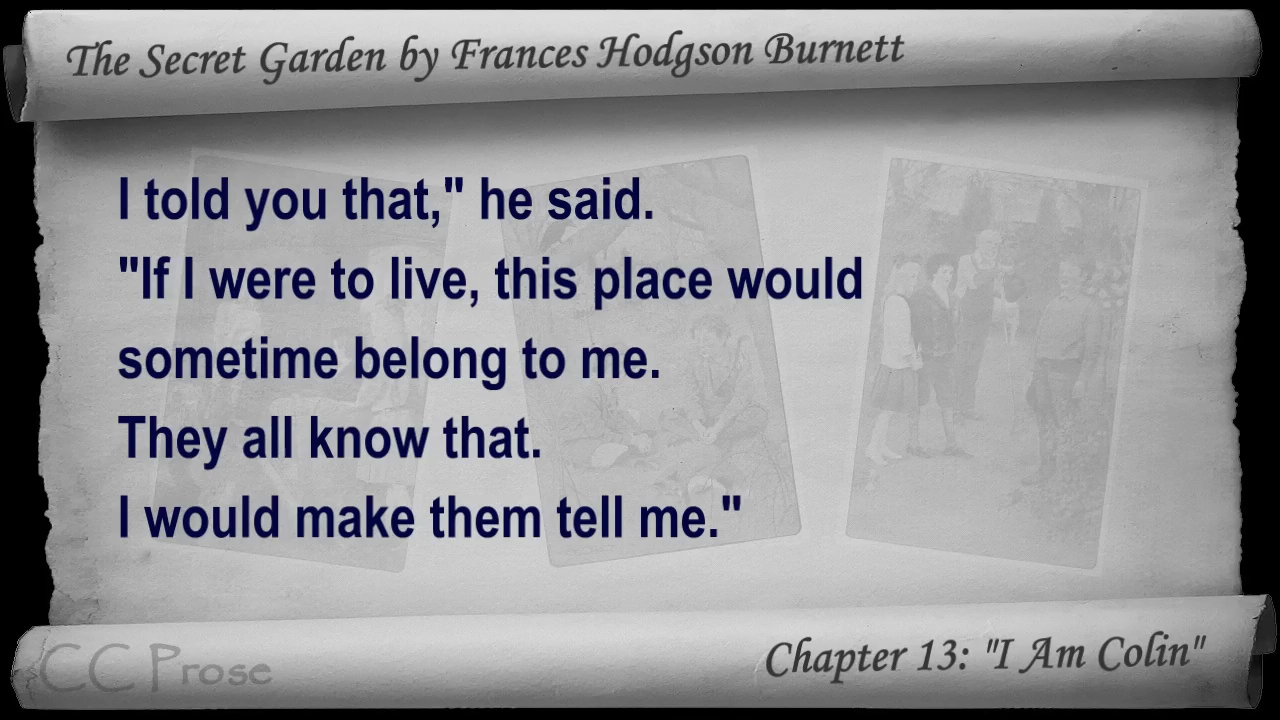 The Secret Garden by Frances Hodgson Burnett
I told you that," he said.
"If I were to live, this place would
sometime belong to me.
They all know that.
I would make them tell me."
CC Prose
Chapter 13: "I Am Colin"